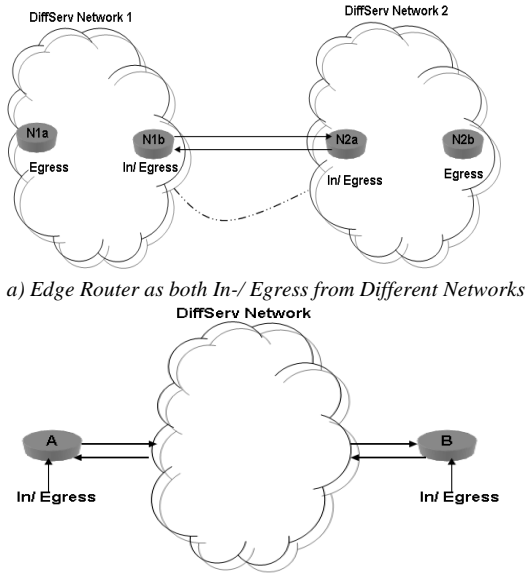 DiffServ Network 1
DiffServ Network 2
N1a
N1b
N2a
N2b
Egress
In/ Egress
In/ Egress
Egress
a) Edge Router as both In-/ Egress from Different Networks
DiffServ Network
A
B
In/ Egress
In/ Egress